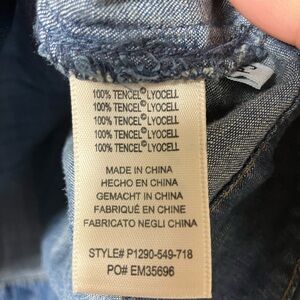 100% TENCEL® LYOCELL
100% TENCEL® LYOCELL
100% TENCEL® LYOCELL
100% TENCEL® LYOCELL
100% TENCEL® LYOCELL
MADE IN CHINA
HECHO EN CHINA
GEMACHT IN CHINA
FABRIQUÉ EN CHINE
FABRICATO NEGLI CHINA
STYLE# P1290-549-718
PO# EM35696